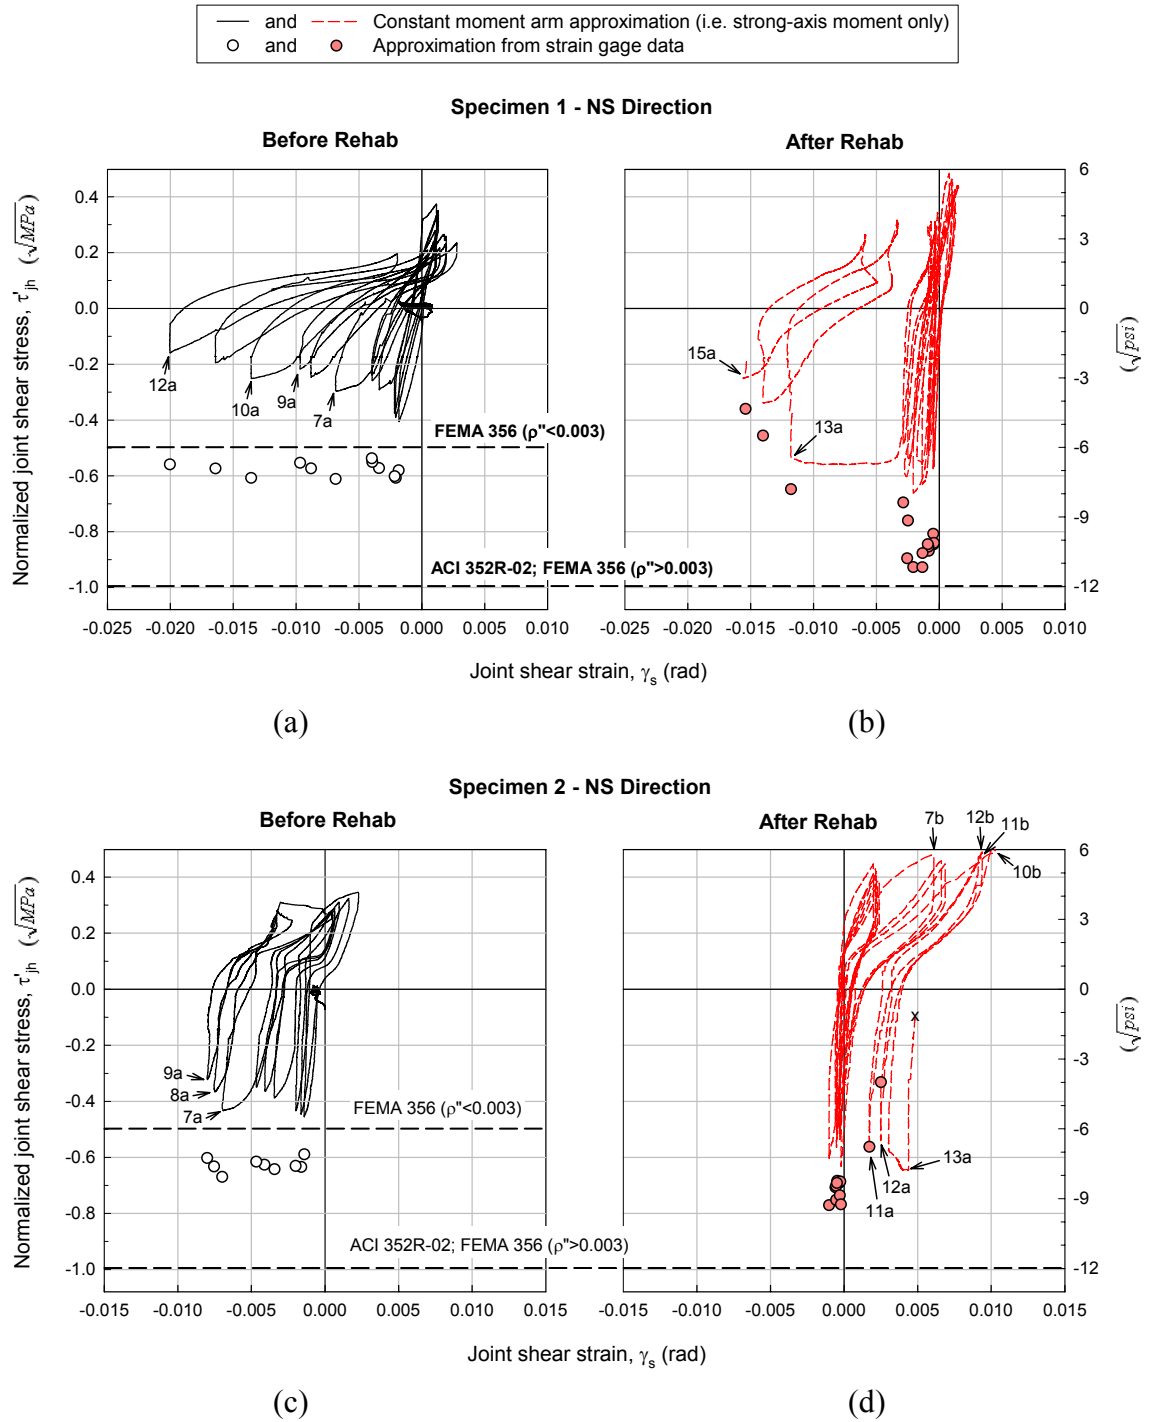 and Constant moment arm approximation (i.e. strong-axis moment only)
and Approximation from strain gage data
Specimen 1 - NS Direction
Before Rehab
After Rehab
Normalized joint shear stress, τ'jh (√MPa)
0.4
0.2
0.0
-0.2
-0.4
-0.6
-0.8
-1.0
12a
10a
9a
7a
FEMA 356 (ρ"<0.003)
ACI 352R-02; FEMA 356 (ρ">0.003)
15a
13a
6
3
0
-3
-6
-9
-12
(√psi)
-0.025 -0.020 -0.015 -0.010 -0.005 0.000 0.005 0.010
-0.025 -0.020 -0.015 -0.010 -0.005 0.000 0.005 0.010
Joint shear strain, γs (rad)
(a)
(b)
Specimen 2 - NS Direction
Before Rehab
After Rehab
Normalized joint shear stress, τ'jh (√MPa)
0.4
0.2
0.0
-0.2
-0.4
-0.6
-0.8
-1.0
9a
8a
7a
FEMA 356 (ρ"<0.003)
ACI 352R-02; FEMA 356 (ρ">0.003)
7b
12b
11b
10b
x
13a
12a
11a
6
3
0
-3
-6
-9
-12
(√psi)
-0.015 -0.010 -0.005 0.000 0.005 0.010 0.015
-0.015 -0.010 -0.005 0.000 0.005 0.010 0.015
Joint shear strain, γs (rad)
(c)
(d)